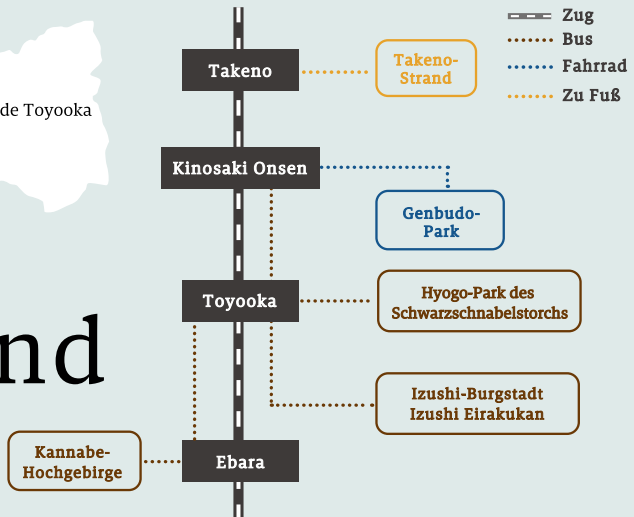 Zug
Bus
Fahrrad
Zu Fuß
de Toyooka
nd
Takeno
Takeno-
Strand
Kinosaki Onsen
Genbudo-
Park
Toyooka
Hyogo-Park des
Schwarzschnabelstorchs
Izushi-Burgstadt
Izushi Eirakukan
Kannabe-
Hochgebirge
Ebara